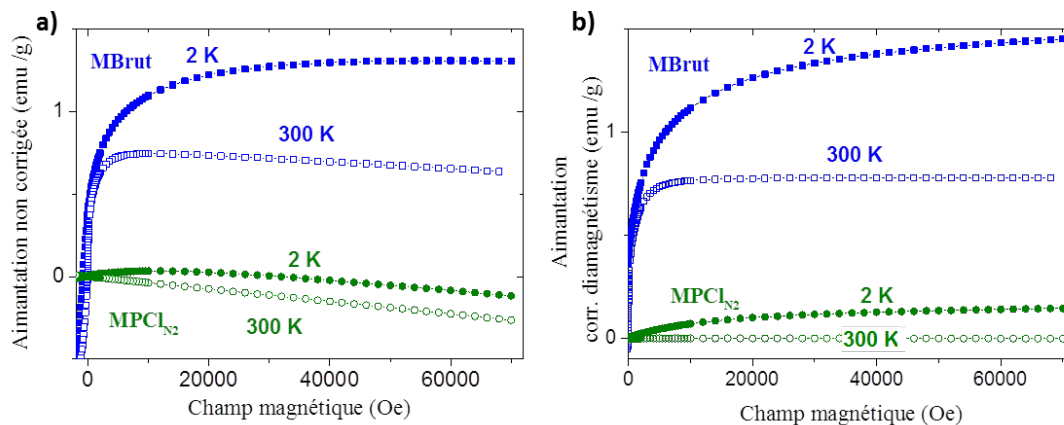 a)
Aimantation non corrigée (emu /g)
1
0
MBrut
2 K
300 K
2 K
MPCl_N2
300 K
0
20000
40000
60000
Champ magnétique (Oe)
b)
Aimantation
corr. diamagnétisme (emu /g)
1
0
MBrut
2 K
300 K
MPCl_N2
2 K
300 K
0
20000
40000
60000
Champ magnétique (Oe)